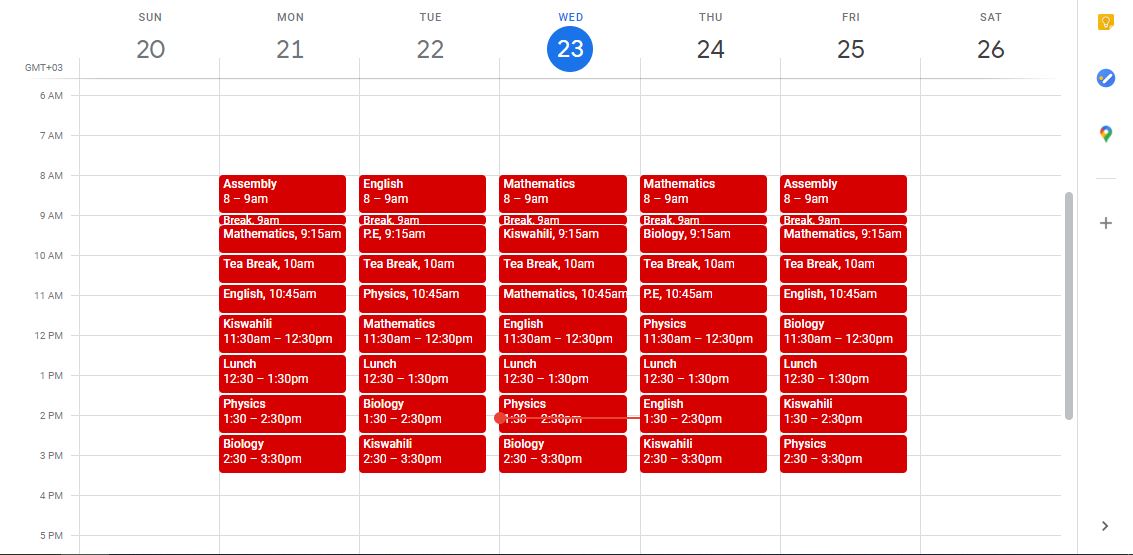 SUN MON TUE WED THU FRI SAT
20 21 22 23 24 25 26
GMT+03
6 AM
7 AM
8 AM
Assembly English Mathematics Mathematics Assembly
8 – 9am 8 – 9am 8 – 9am 8 – 9am 8 – 9am
9 AM
Break, 9am Break, 9am Break, 9am Break, 9am Break, 9am
Mathematics, 9:15am P.E, 9:15am Kiswahili, 9:15am Biology, 9:15am Mathematics, 9:15am
10 AM
Tea Break, 10am Tea Break, 10am Tea Break, 10am Tea Break, 10am Tea Break, 10am
11 AM
English, 10:45am Physics, 10:45am Mathematics, 10:45am P.E, 10:45am English, 10:45am
Kiswahili Mathematics English Physics Biology
12 PM
11:30am – 12:30pm 11:30am – 12:30pm 11:30am – 12:30pm 11:30am – 12:30pm 11:30am – 12:30pm
Lunch Lunch Lunch Lunch Lunch
1 PM
12:30 – 1:30pm 12:30 – 1:30pm 12:30 – 1:30pm 12:30 – 1:30pm 12:30 – 1:30pm
Physics Biology Physics English Kiswahili
2 PM
1:30 – 2:30pm 1:30 – 2:30pm 1:30 – 2:30pm 1:30 – 2:30pm 1:30 – 2:30pm
Biology Kiswahili Biology Kiswahili Physics
3 PM
2:30 – 3:30pm 2:30 – 3:30pm 2:30 – 3:30pm 2:30 – 3:30pm 2:30 – 3:30pm
4 PM
5 PM